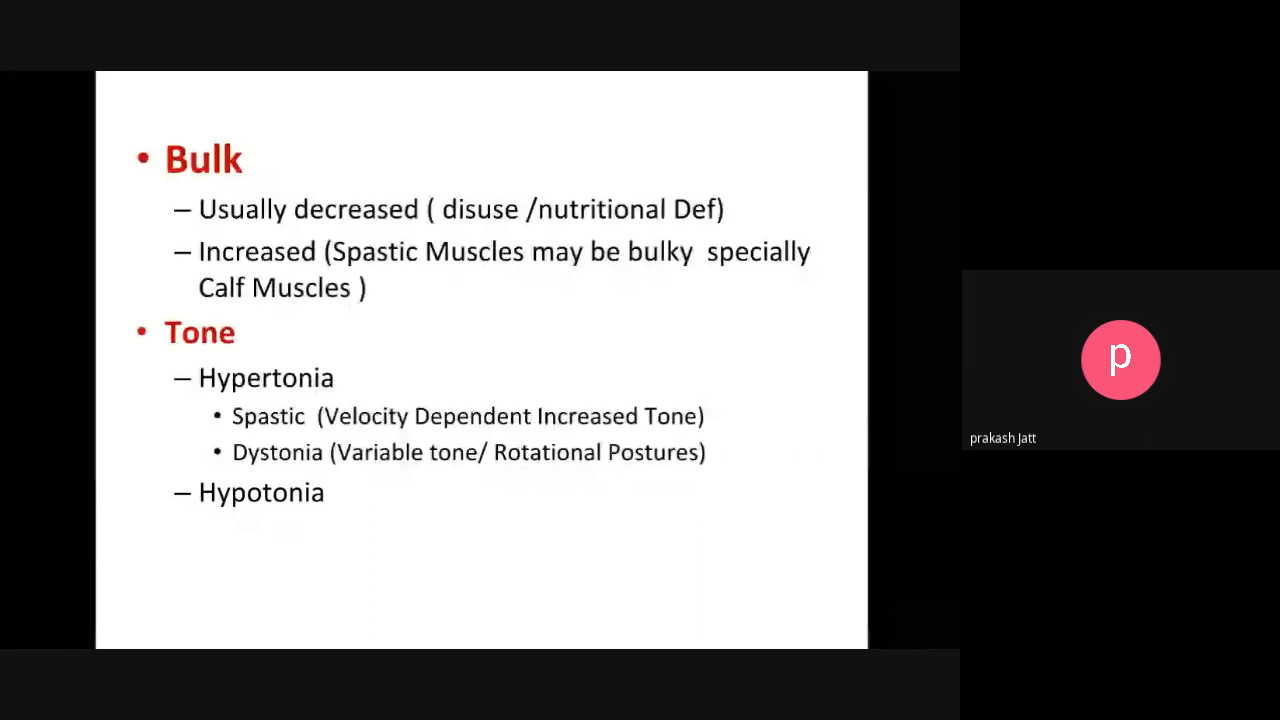 • Bulk
– Usually decreased ( disuse /nutritional Def)
– Increased (Spastic Muscles may be bulky specially
Calf Muscles )
• Tone
– Hypertonia
• Spastic (Velocity Dependent Increased Tone)
• Dystonia (Variable tone/ Rotational Postures)
– Hypotonia
p
prakash Jatt